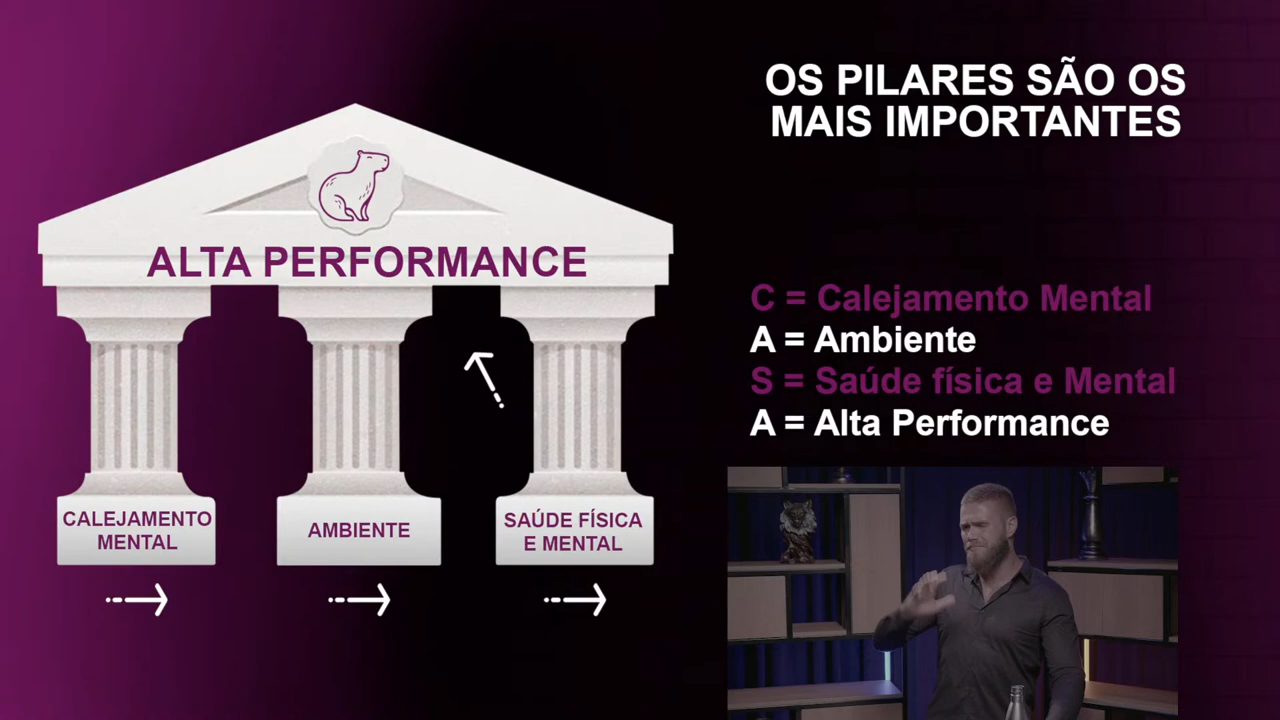 OS PILARES SÃO OS
MAIS IMPORTANTES
ALTA PERFORMANCE
C = Calejamento Mental
A = Ambiente
S = Saúde física e Mental
A = Alta Performance
CALEJAMENTO
MENTAL
AMBIENTE
SAÚDE FÍSICA
E MENTAL